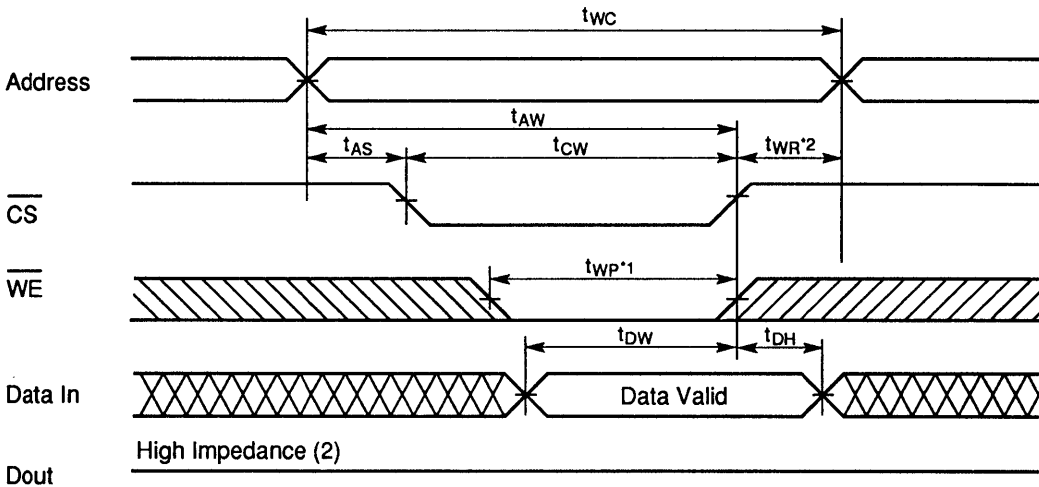 tWC
Address
tAW
tAS
tCW
tWR*2
CS
WE
tWP*1
tDW
tDH
Data In
Data Valid
High Impedance (2)
Dout